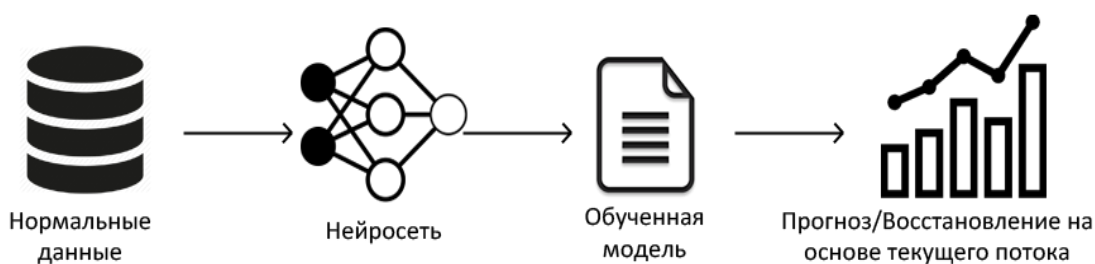 Нормальные
данные
Нейросеть
Обученная
модель
Прогноз/Восстановление на
основе текущего потока